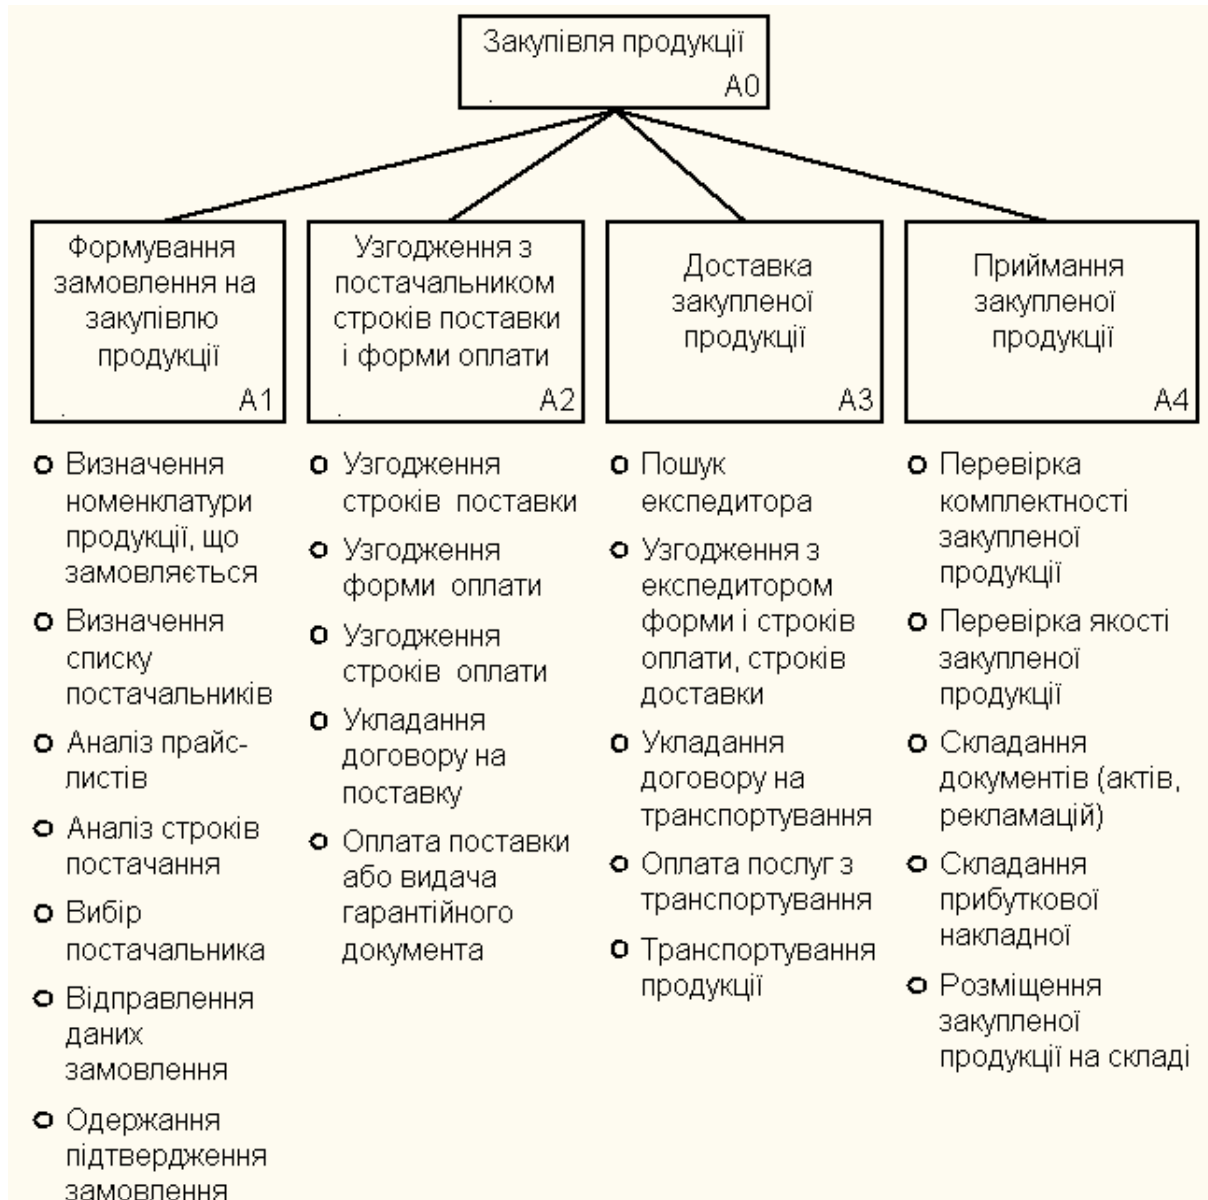 Закупівля продукції
А0
Формування
замовлення на
закупівлю
продукції
А1
Узгодження з
постачальником
строків поставки
і форми оплати
А2
Доставка
закупленої
продукції
А3
Приймання
закупленої
продукції
А4
Визначення
номенклатури
продукції, що
замовляється
Визначення
списку
постачальників
Аналіз прайс-
листів
Аналіз строків
постачання
Вибір
постачальника
Відправлення
даних
замовлення
Одержання
підтвердження
замовлення
Узгодження
строків поставки
Узгодження
форми оплати
Узгодження
строків оплати
Укладання
договору на
поставку
Оплата поставки
або видача
гарантійного
документа
Пошук
експедитора
Узгодження з
експедитором
форми і строків
оплати, строків
доставки
Укладання
договору на
транспортування
Оплата послуг з
транспортування
Транспортування
продукції
Перевірка
комплектності
закупленої
продукції
Перевірка якості
закупленої
продукції
Складання
документів (актів,
рекламацій)
Складання
прибуткової
накладної
Розміщення
закупленої
продукції на складі